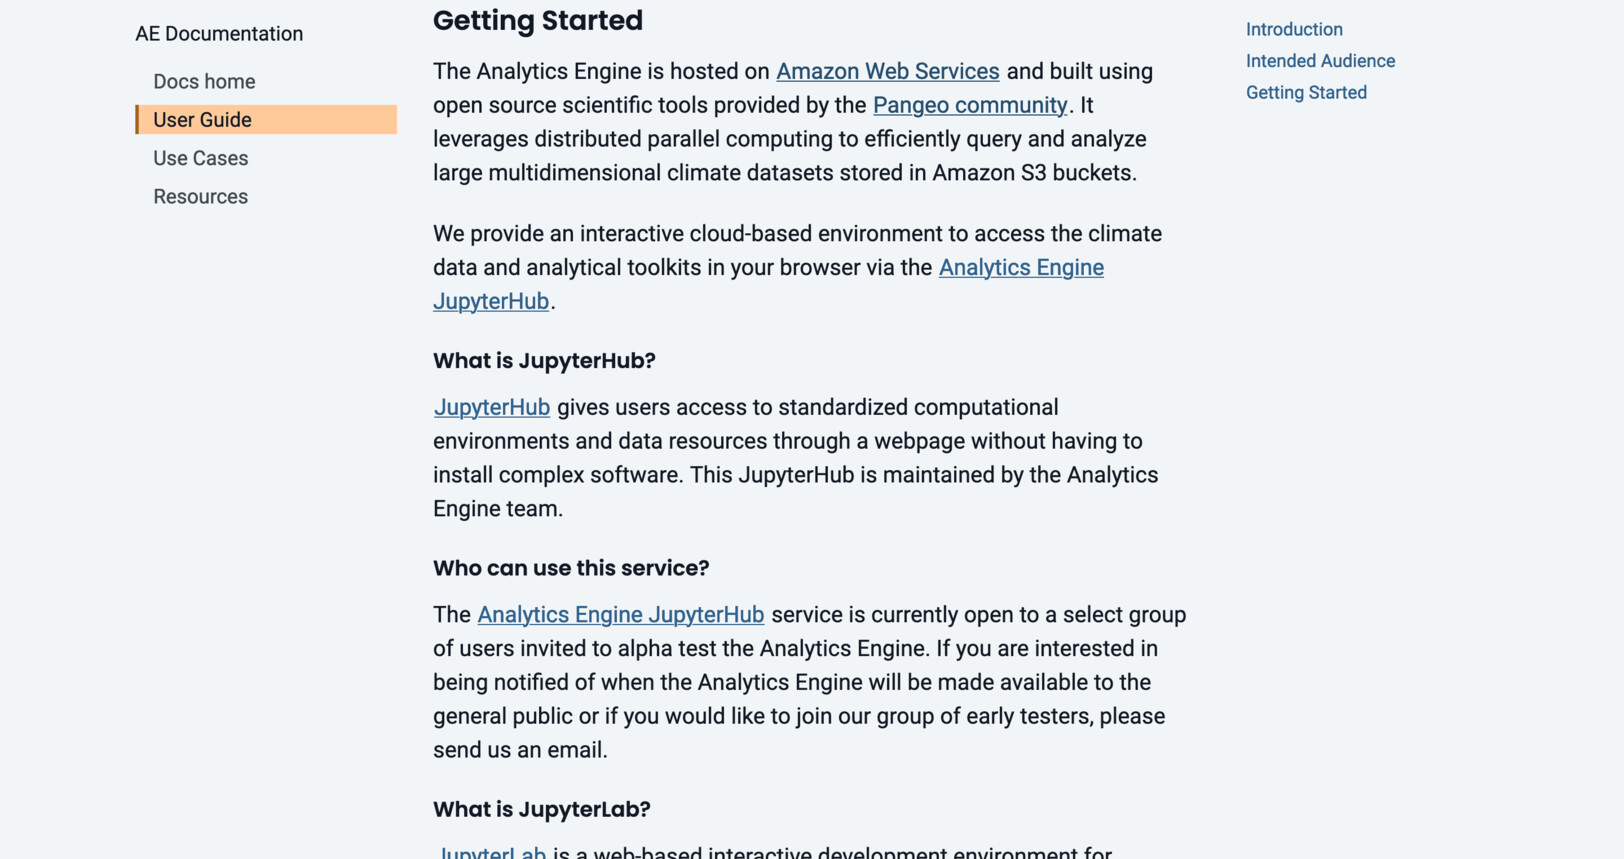 AE Documentation
Docs home
User Guide
Use Cases
Resources
Getting Started
The Analytics Engine is hosted on Amazon Web Services and built using
open source scientific tools provided by the Pangeo community. It
leverages distributed parallel computing to efficiently query and analyze
large multidimensional climate datasets stored in Amazon S3 buckets.
We provide an interactive cloud-based environment to access the climate
data and analytical toolkits in your browser via the Analytics Engine
JupyterHub.
What is JupyterHub?
JupyterHub gives users access to standardized computational
environments and data resources through a webpage without having to
install complex software. This JupyterHub is maintained by the Analytics
Engine team.
Who can use this service?
The Analytics Engine JupyterHub service is currently open to a select group
of users invited to alpha test the Analytics Engine. If you are interested in
being notified of when the Analytics Engine will be made available to the
general public or if you would like to join our group of early testers, please
send us an email.
What is JupyterLab?
JupyterLab is a web-based interactive development environment for
Introduction
Intended Audience
Getting Started